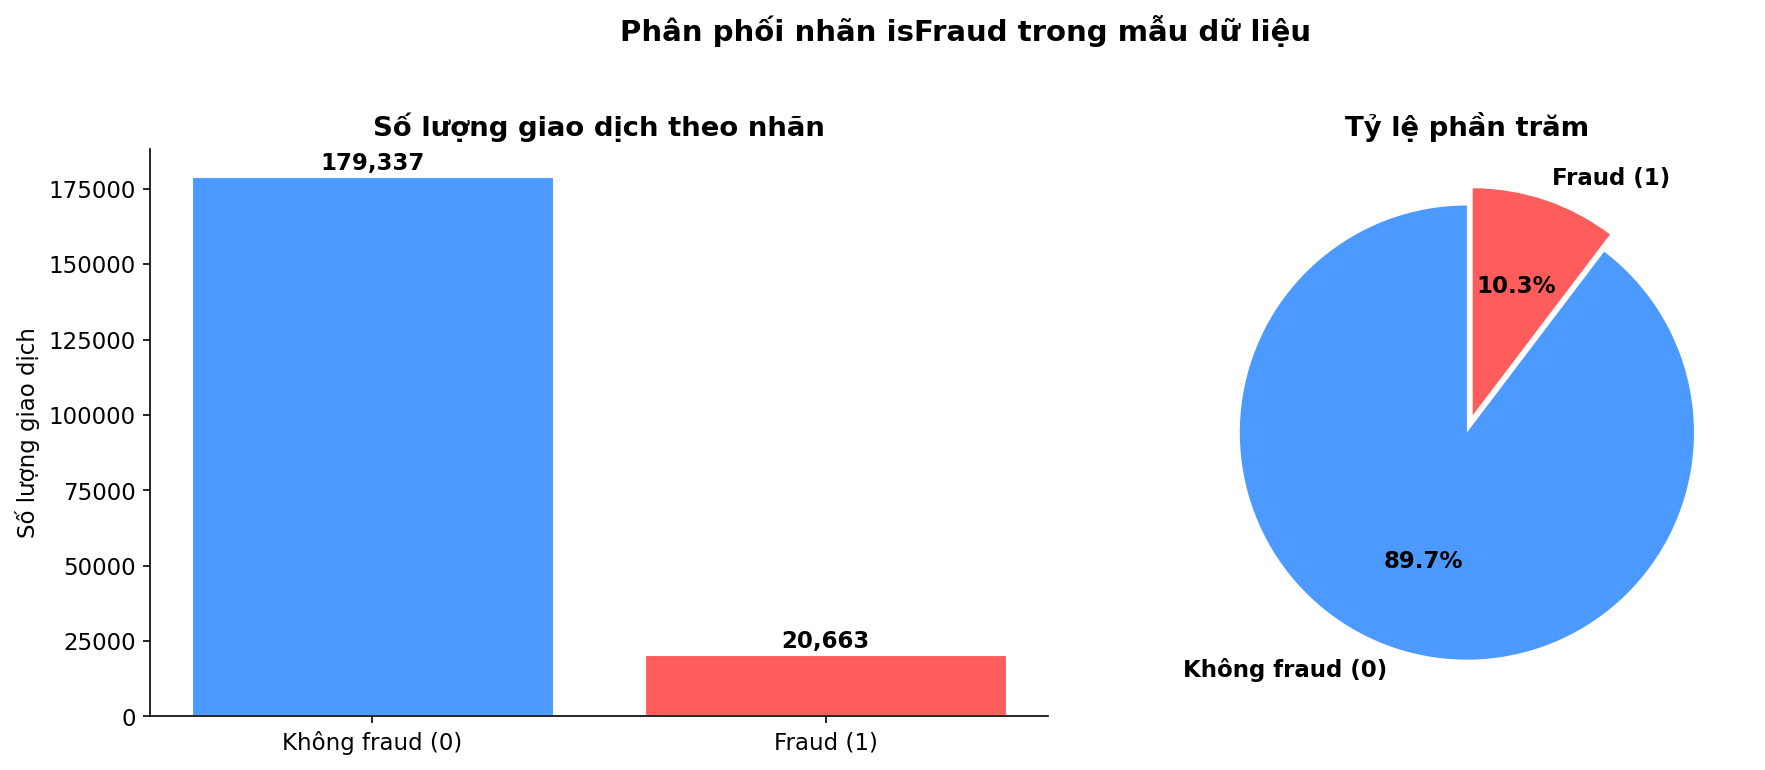 Phân phối nhãn isFraud trong mẫu dữ liệu
Số lượng giao dịch theo nhãn
Số lượng giao dịch
175000
150000
125000
100000
75000
50000
25000
0
179,337
20,663
Không fraud (0)
Fraud (1)
Tỷ lệ phần trăm
Fraud (1)
10.3%
89.7%
Không fraud (0)